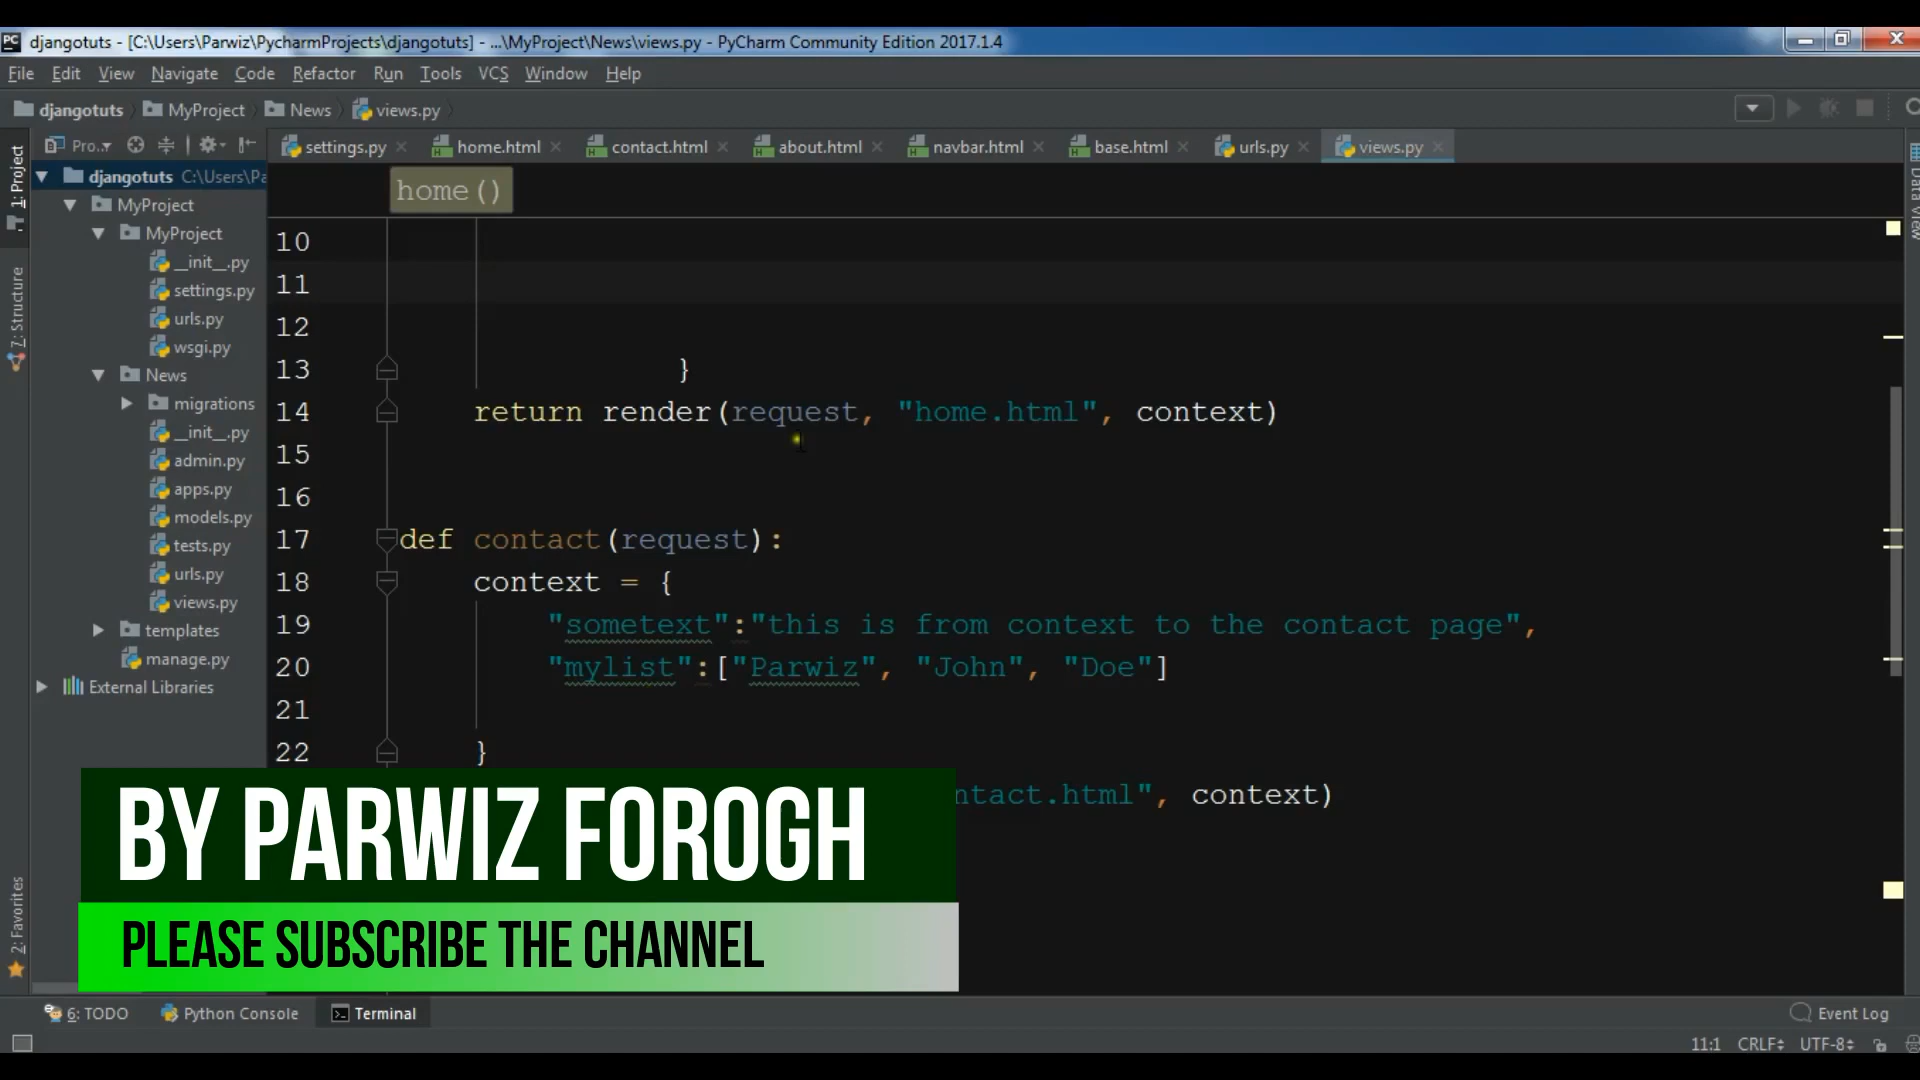 djangotuts - [C:\Users\Parwiz\PycharmProjects\djangotuts] - ...\MyProject\News\views.py - PyCharm Community Edition 2017.1.4
File Edit View Navigate Code Refactor Run Tools VCS Window Help
djangotuts MyProject News views.py
Pro... settings.py home.html contact.html about.html navbar.html base.html urls.py views.py
1: Project
7: Structure
2: Favorites
Data View
djangotuts C:\Users\Pa
MyProject
MyProject
__init__.py
settings.py
urls.py
wsgi.py
News
migrations
__init__.py
admin.py
apps.py
models.py
tests.py
urls.py
views.py
templates
manage.py
External Libraries
home()
10
11
12
13 }
14 return render(request, "home.html", context)
15
16
17 def contact(request):
18 context = {
19 "sometext":"this is from context to the contact page",
20 "mylist":["Parwiz", "John", "Doe"]
21
22 }
ntact.html", context)
BY PARWIZ FOROGH
PLEASE SUBSCRIBE THE CHANNEL
6: TODO Python Console Terminal Event Log
11:1 CRLF UTF-8